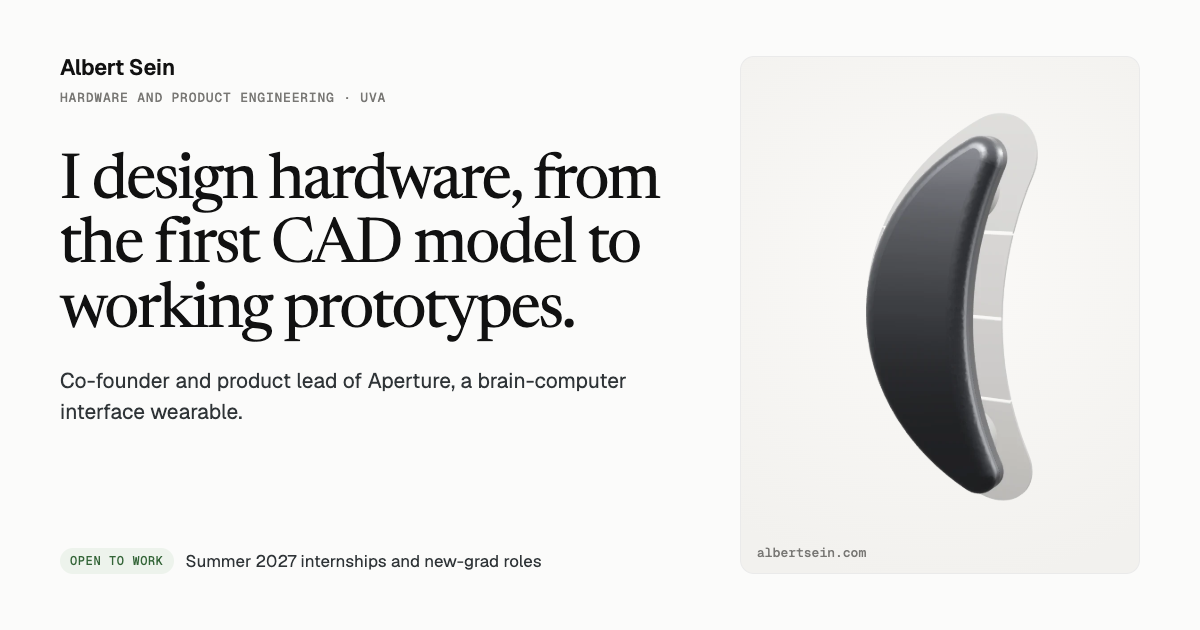 Albert Sein
HARDWARE AND PRODUCT ENGINEERING · UVA
I design hardware, from
the first CAD model to
working prototypes.
Co-founder and product lead of Aperture, a brain-computer
interface wearable.
OPEN TO WORK Summer 2027 internships and new-grad roles
albertsein.com